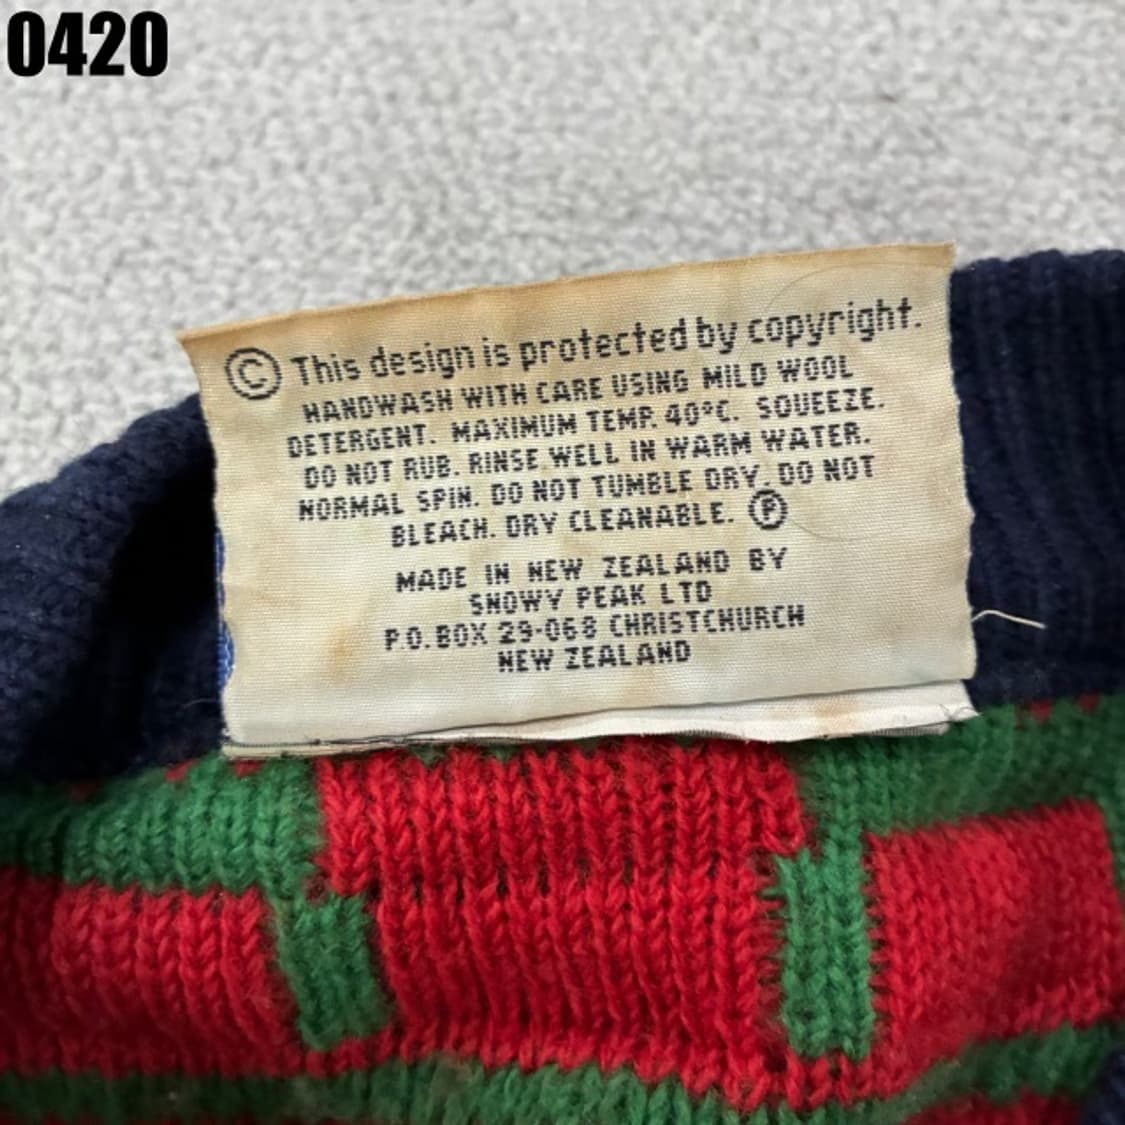 0420
© This design is protected by copyright.
HANDWASH WITH CARE USING MILD WOOL
DETERGENT. MAXIMUM TEMP. 40°C. SQUEEZE.
DO NOT RUB. RINSE WELL IN WARM WATER.
NORMAL SPIN. DO NOT TUMBLE DRY. DO NOT
BLEACH. DRY CLEANABLE. Ⓟ
MADE IN NEW ZEALAND BY
SNOWY PEAK LTD
P.O. BOX 29-068 CHRISTCHURCH
NEW ZEALAND